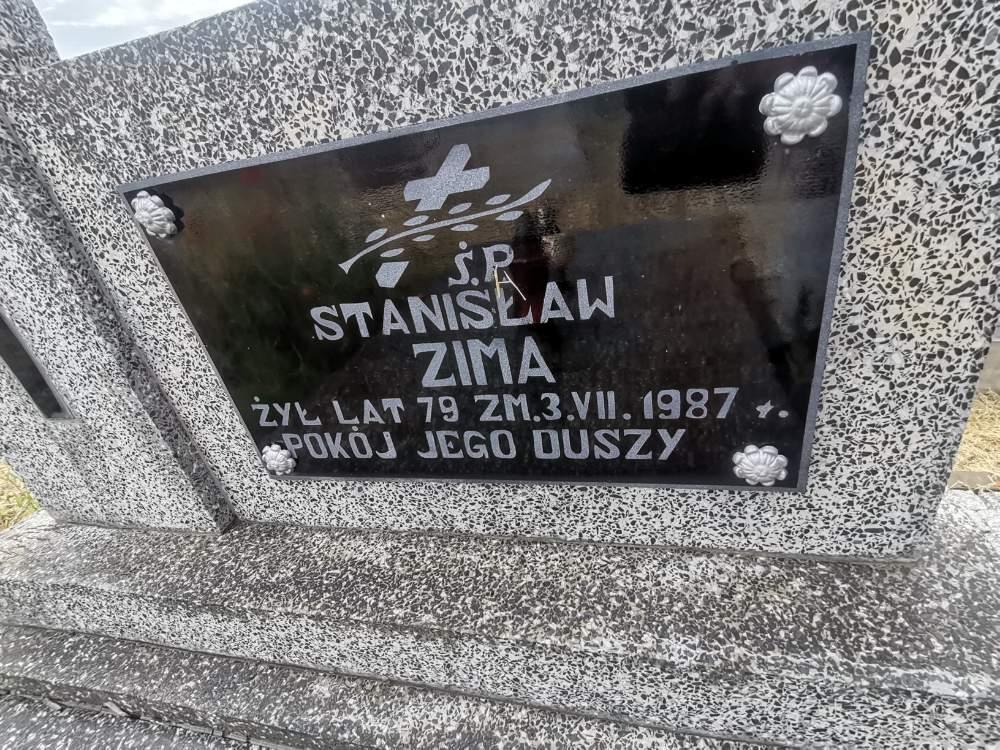 Ś.P.
STANISŁAW
ZIMA
ŻYŁ LAT 79 ZM.3.VII.1987 r.
POKÓJ JEGO DUSZY